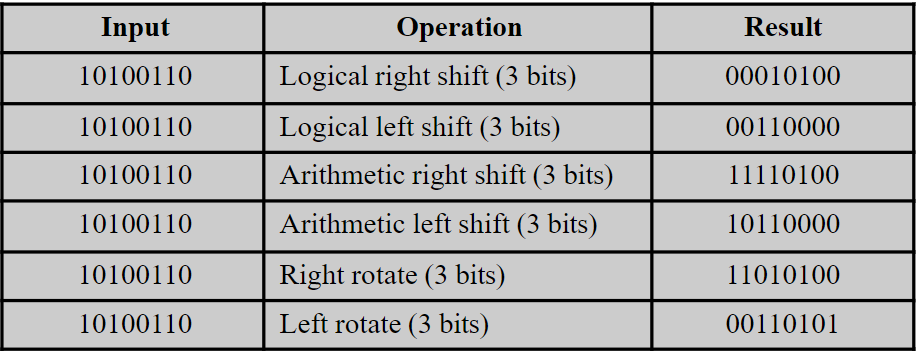 Input Operation Result
10100110 Logical right shift (3 bits) 00010100
10100110 Logical left shift (3 bits) 00110000
10100110 Arithmetic right shift (3 bits) 11110100
10100110 Arithmetic left shift (3 bits) 10110000
10100110 Right rotate (3 bits) 11010100
10100110 Left rotate (3 bits) 00110101